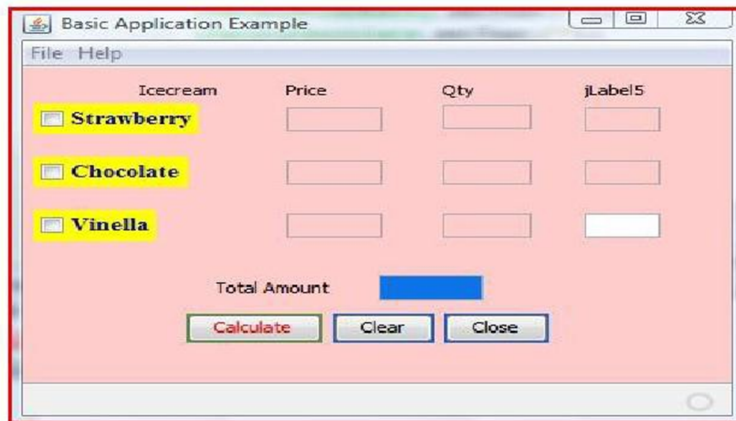 Basic Application Example
File Help
Icecream Price Qty jLabel5
Strawberry
Chocolate
Vinella
Total Amount
Calculate Clear Close